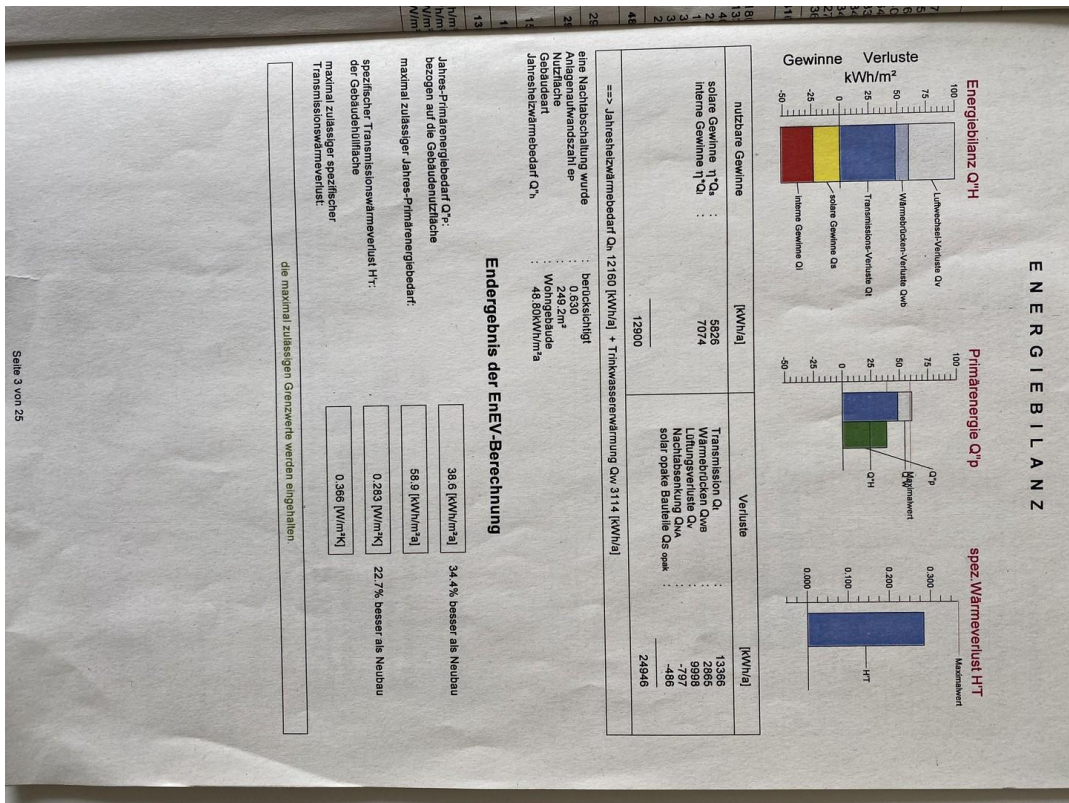 ENERGIEBILANZ
Energiebilanz Q"H
Verluste
Gewinne
kWh/m²
100
75
50
25
0
-25
-50
Luftwechsel-Verluste Qv
Wärmebrücken-Verluste Qwb
Transmissions-Verluste Qt
solare Gewinne Qs
interne Gewinne Qi
Primärenergie Q"p
100
75
50
25
0
-25
-50
Q"p
Maximalwert
Q"H
spez.Wärmeverlust H'T
0.300
0.200
0.100
0.000
Maximalwert
H'T
nutzbare Gewinne [kWh/a] Verluste [kWh/a]
solare Gewinne η*Qs : 5826
interne Gewinne η*Qi : 7074
12900
Transmission Qt : 13366
Wärmebrücken QWB : 2865
Lüftungsverluste Qv : 9998
Nachtabsenkung QNA : -797
solar opake Bauteile QS opak : -486
24946
==> Jahresheizwärmebedarf Qh 12160 [kWh/a] + Trinkwassererwärmung Qw 3114 [kWh/a]
eine Nachtabschaltung wurde : berücksichtigt
Anlagenaufwandszahl eP : 0.630
Nutzfläche : 249.2m²
Gebäudeart : Wohngebäude
Jahresheizwärmebedarf Q"h : 48.80kWh/m²a
Endergebnis der EnEV-Berechnung
Jahres-Primärenergiebedarf Q"P:
bezogen auf die Gebäudenutzfläche 38.6 [kWh/m²a] 34.4% besser als Neubau
maximal zulässiger Jahres-Primärenergiebedarf: 58.9 [kWh/m²a]
spezifischer Transmissionswärmeverlust H'T:
der Gebäudehüllfläche 0.283 [W/m²K] 22.7% besser als Neubau
maximal zulässiger spezifischer
Transmissionswärmeverlust: 0.366 [W/m²K]
die maximal zulässigen Grenzwerte werden eingehalten.
Seite 3 von 25